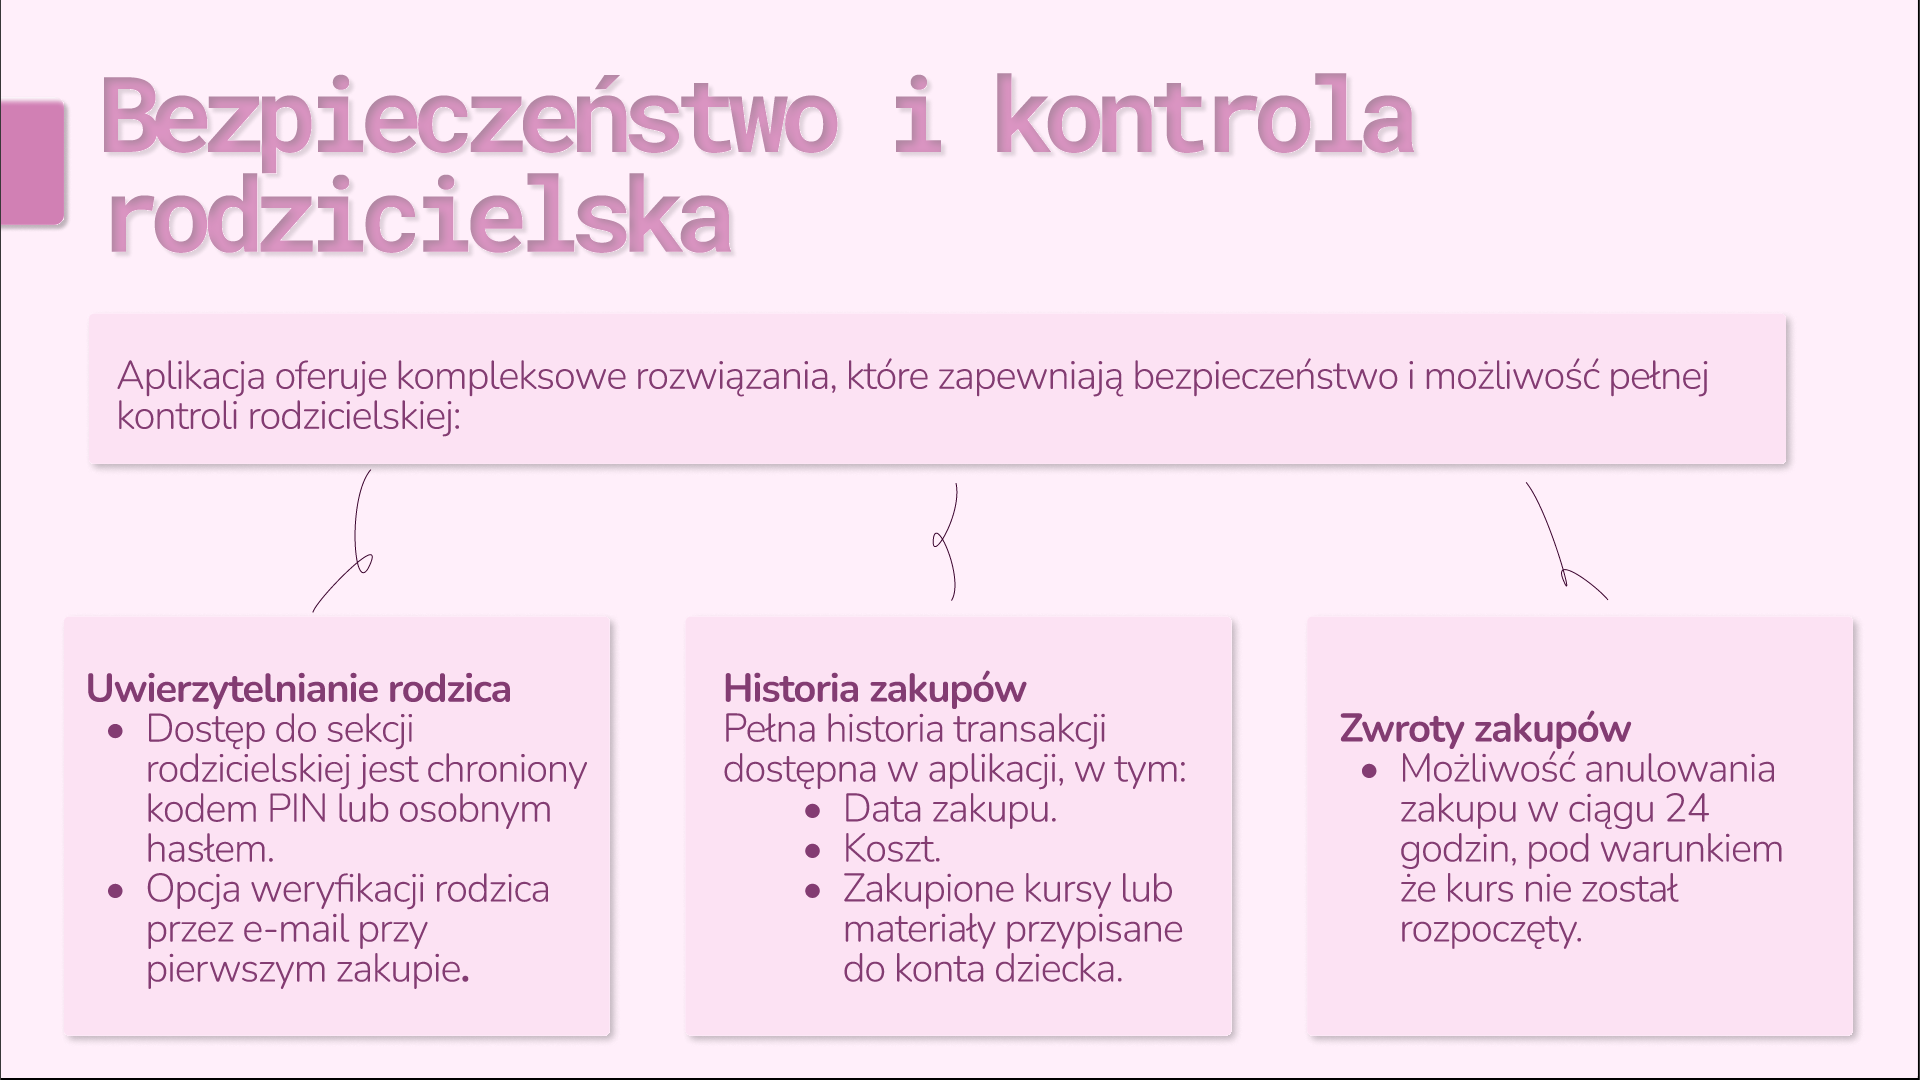 Bezpieczeństwo i kontrola
rodzicielska
Aplikacja oferuje kompleksowe rozwiązania, które zapewniają bezpieczeństwo i możliwość pełnej
kontroli rodzicielskiej:
Uwierzytelnianie rodzica
• Dostęp do sekcji
rodzicielskiej jest chroniony
kodem PIN lub osobnym
hasłem.
• Opcja weryfikacji rodzica
przez e-mail przy
pierwszym zakupie.
Historia zakupów
Pełna historia transakcji
dostępna w aplikacji, w tym:
• Data zakupu.
• Koszt.
• Zakupione kursy lub
materiały przypisane
do konta dziecka.
Zwroty zakupów
• Możliwość anulowania
zakupu w ciągu 24
godzin, pod warunkiem
że kurs nie został
rozpoczęty.